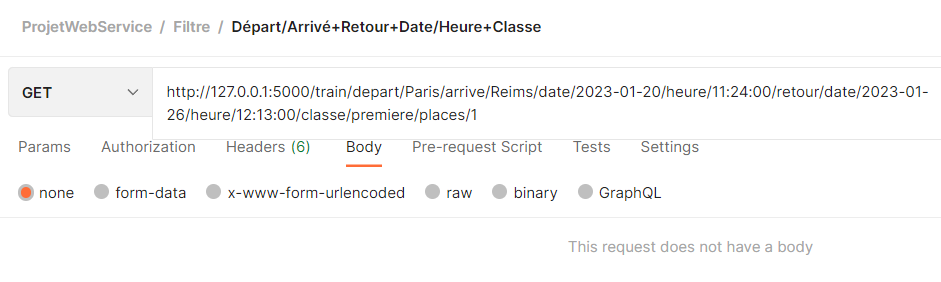 ProjetWebService / Filtre / Départ/Arrivé+Retour+Date/Heure+Classe
GET
http://127.0.0.1:5000/train/depart/Paris/arrive/Reims/date/2023-01-20/heure/11:24:00/retour/date/2023-01-
26/heure/12:13:00/classe/premiere/places/1
Params Authorization Headers (6) Body Pre-request Script Tests Settings
none form-data x-www-form-urlencoded raw binary GraphQL
This request does not have a body